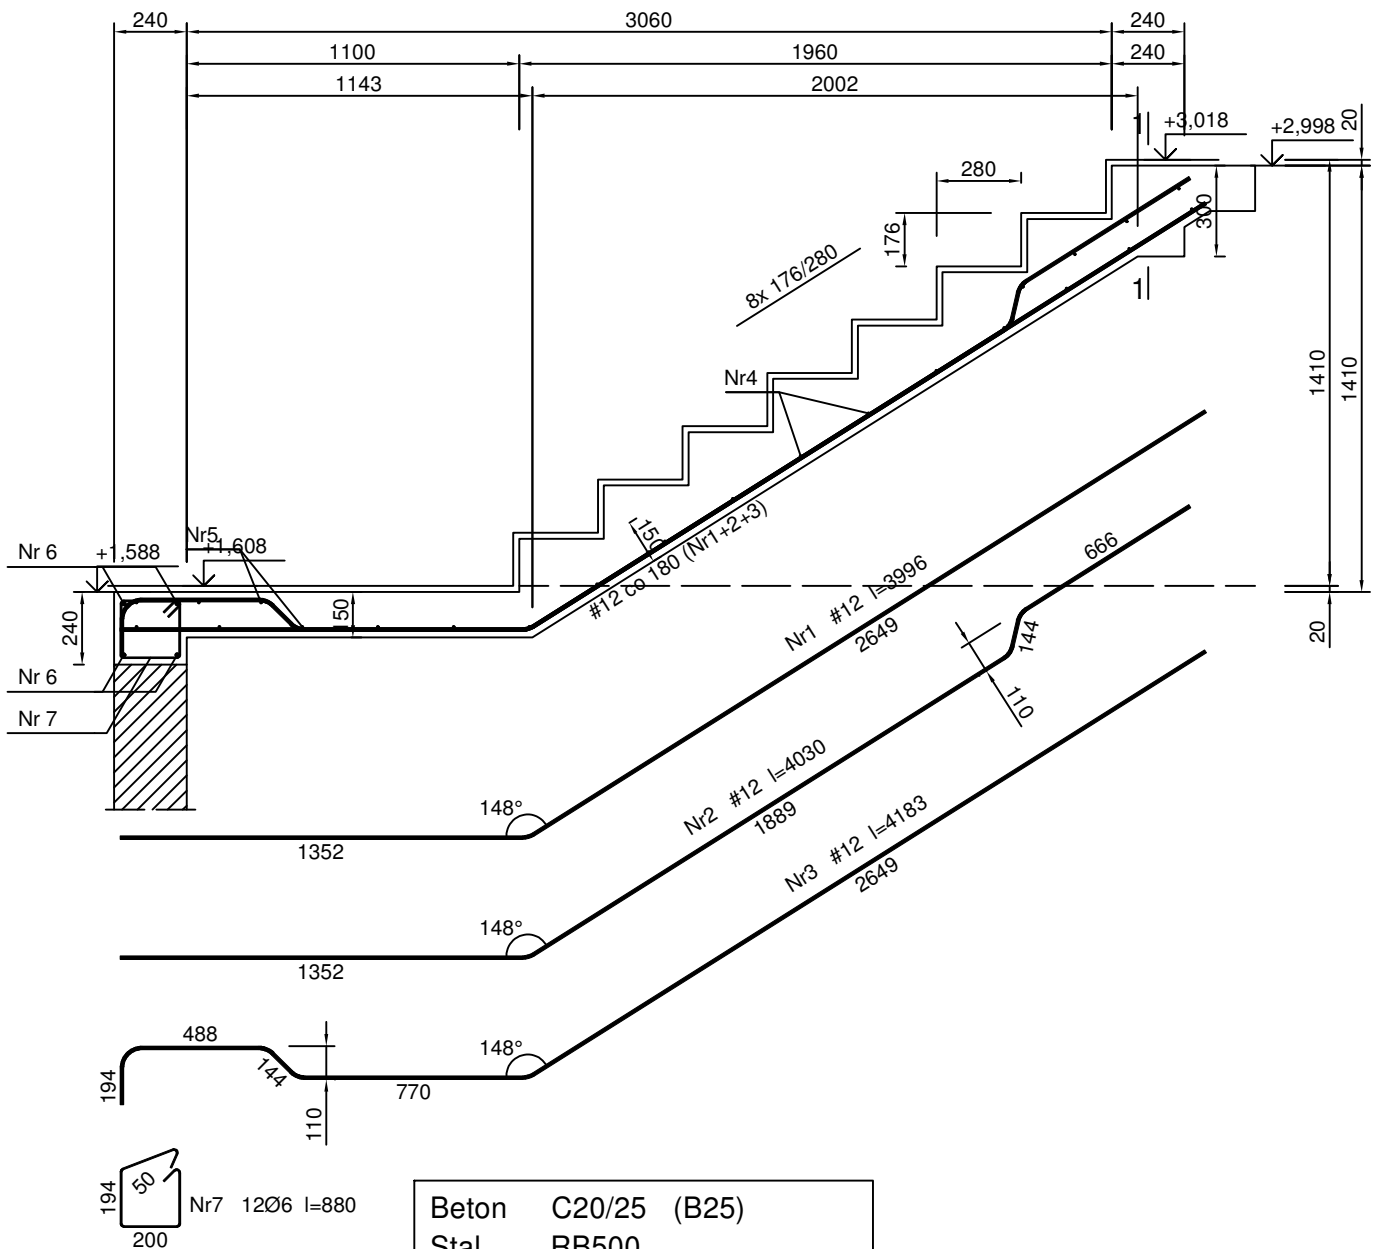 240 3060 240
1100 1960 240
1143 2002
1 +3,018 +2,998 20
280
176
300
8x 176/280
1
1410 1410
Nr4
150
#12 co 180 (Nr1+2+3)
Nr5
Nr 6 +1,588 +1,608
240
150
20
Nr 6
Nr 7
Nr1 #12 l=3996
2649
148°
1352
666
144
110
Nr2 #12 l=4030
1889
148°
1352
Nr3 #12 l=4183
2649
148°
488
194
144
770
110
194
50
200
Nr7 12Ø6 l=880
Beton C20/25 (B25)
Stal RB500